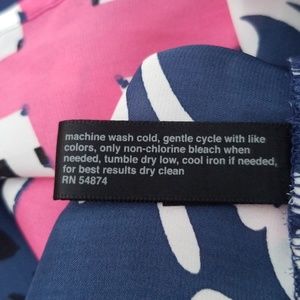 machine wash cold, gentle cycle with like
colors, only non-chlorine bleach when
needed, tumble dry low, cool iron if needed,
for best results dry clean
RN 54874